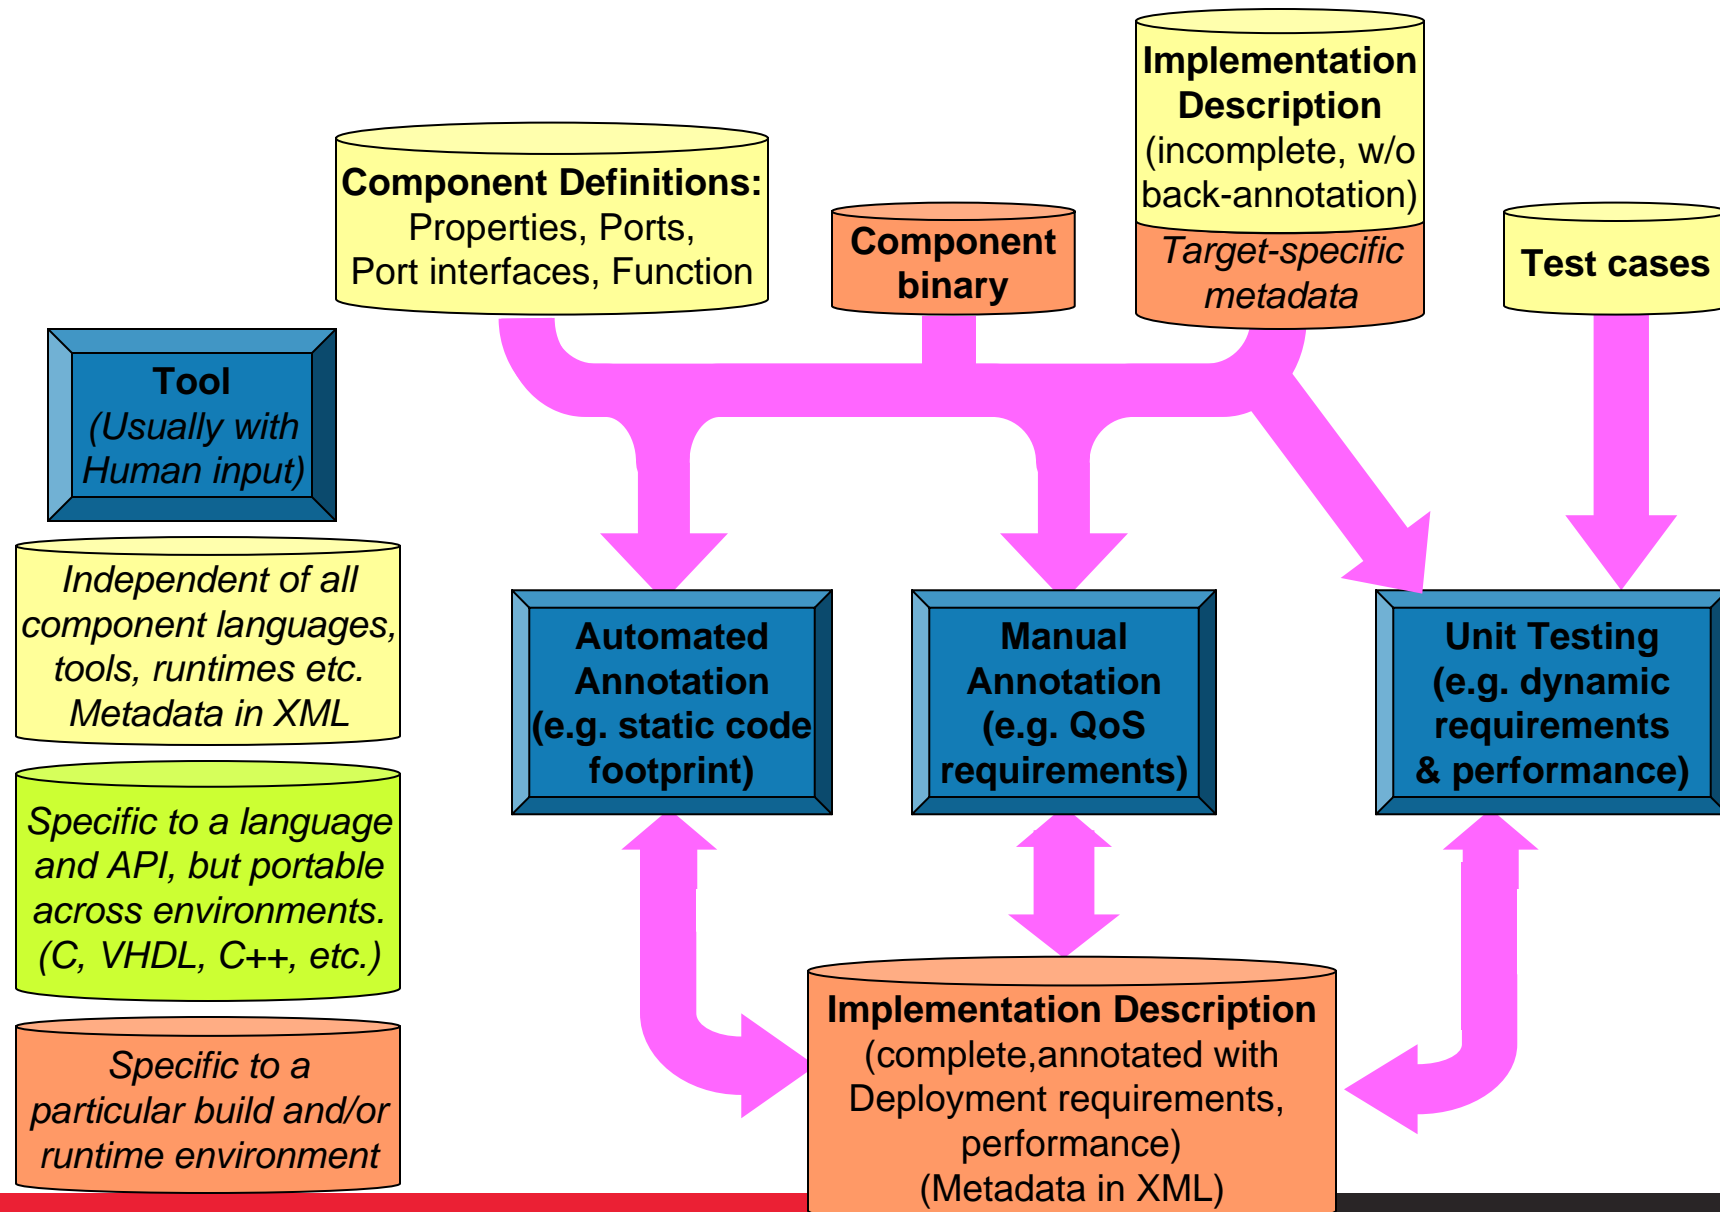 Implementation
Description
(incomplete, w/o
back-annotation)
Target-specific
metadata
Component Definitions:
Properties, Ports,
Port interfaces, Function
Component
binary
Test cases
Tool
(Usually with
Human input)
Independent of all
component languages,
tools, runtimes etc.
Metadata in XML
Specific to a language
and API, but portable
across environments.
(C, VHDL, C++, etc.)
Specific to a
particular build and/or
runtime environment
Automated
Annotation
(e.g. static code
footprint)
Manual
Annotation
(e.g. QoS
requirements)
Unit Testing
(e.g. dynamic
requirements
& performance)
Implementation Description
(complete,annotated with
Deployment requirements,
performance)
(Metadata in XML)